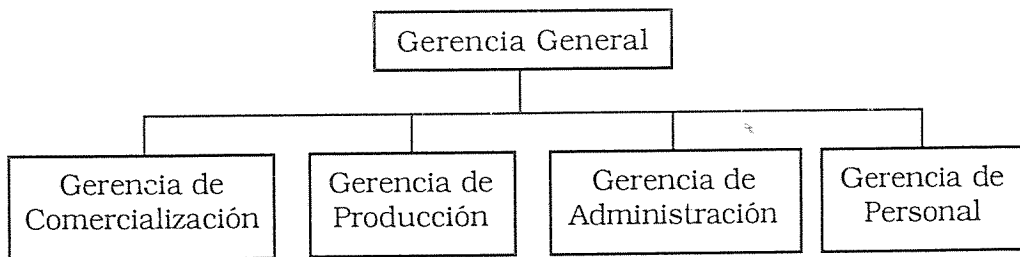 Gerencia General
Gerencia de
Comercialización
Gerencia de
Producción
Gerencia de
Administración
Gerencia de
Personal